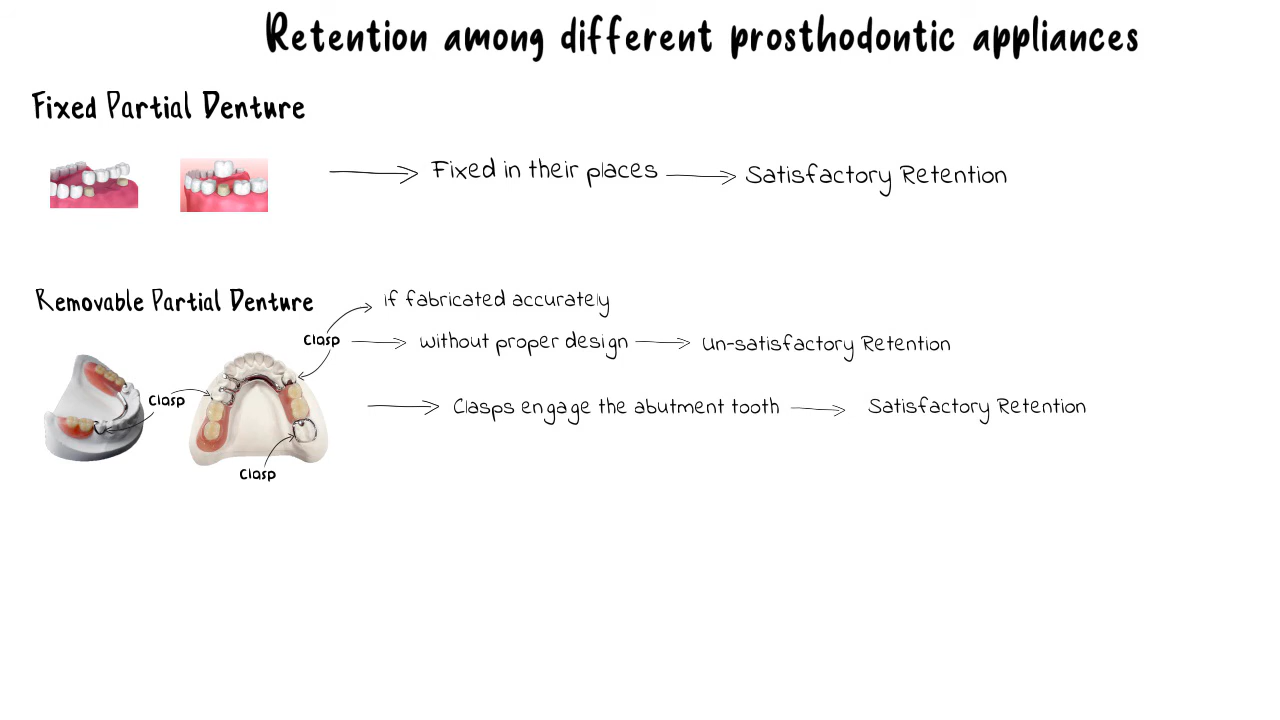 Retention among different prosthodontic appliances
Fixed Partial Denture
Fixed in their places
Satisfactory Retention
Removable Partial Denture
if fabricated accurately
Clasp
without proper design
un-satisfactory Retention
Clasp
Clasps engage the abutment tooth
Satisfactory Retention
Clasp